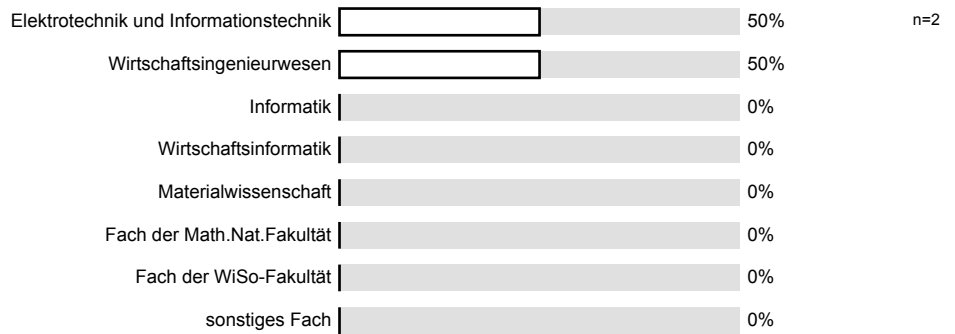 Elektrotechnik und Informationstechnik 50% n=2
Wirtschaftsingenieurwesen 50%
Informatik 0%
Wirtschaftsinformatik 0%
Materialwissenschaft 0%
Fach der Math.Nat.Fakultät 0%
Fach der WiSo-Fakultät 0%
sonstiges Fach 0%